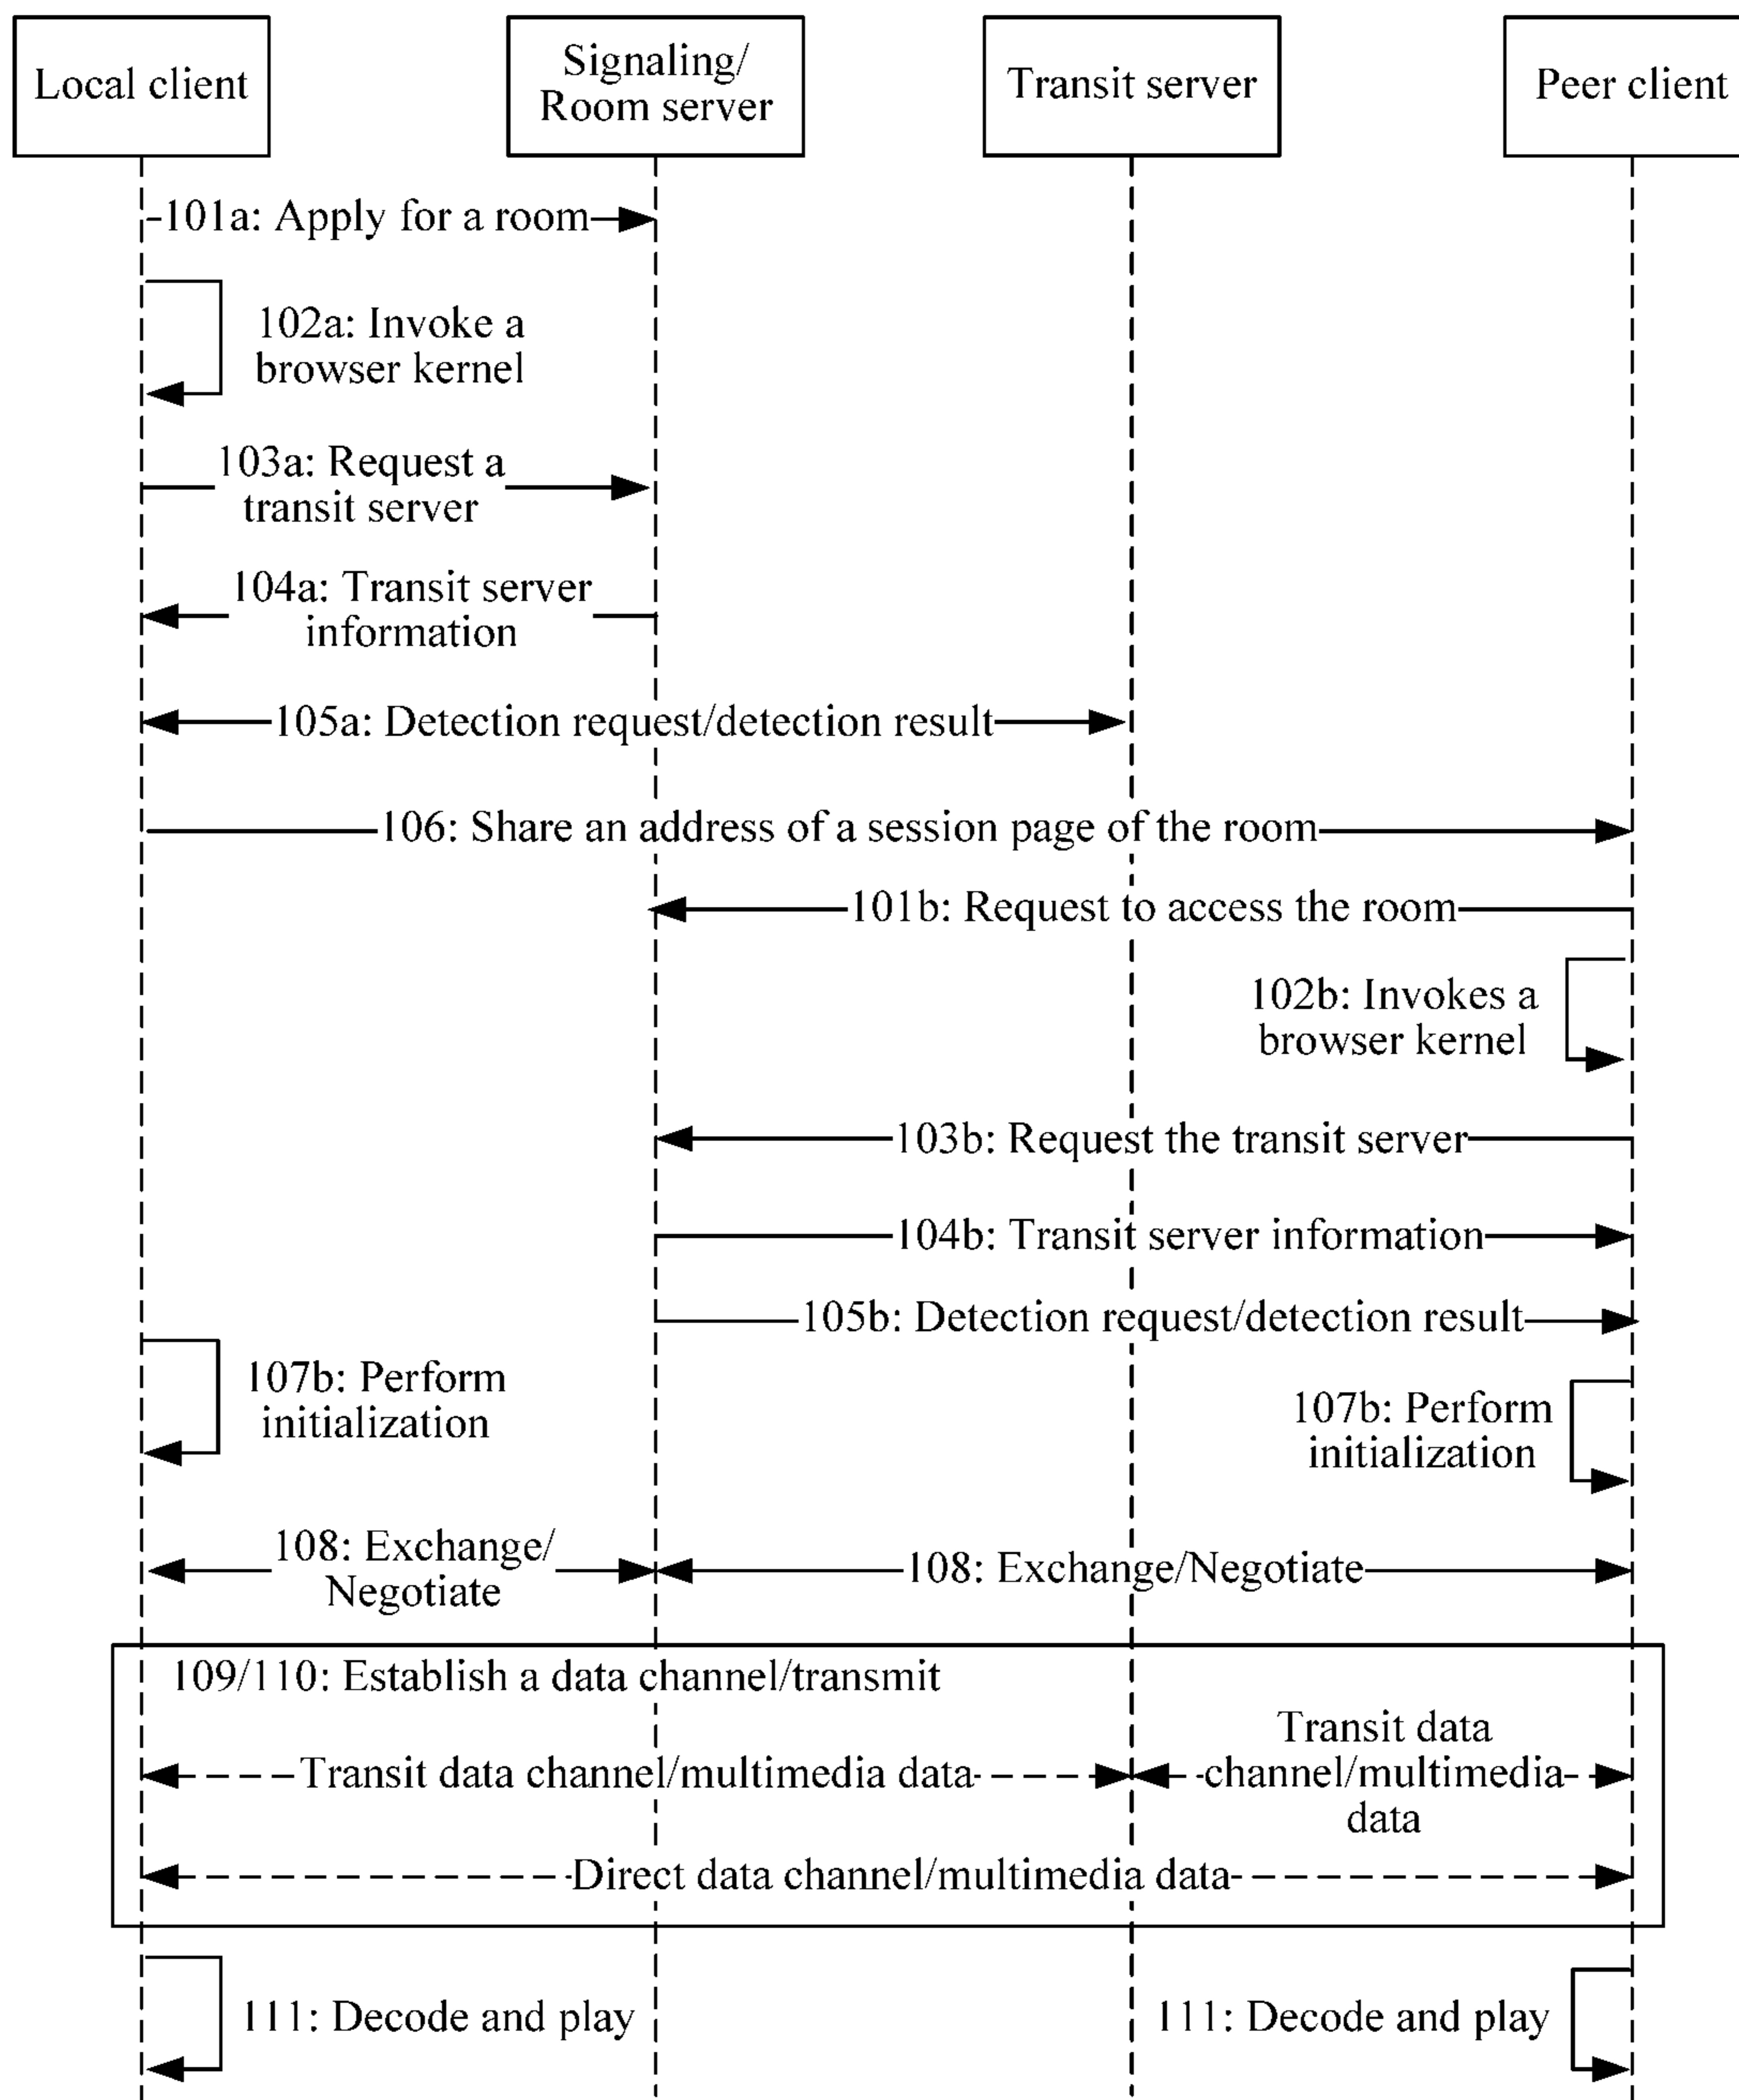 Local client
Signaling/
Room server
Transit server
Peer client
101a: Apply for a room
102a: Invoke a
browser kernel
103a: Request a
transit server
104a: Transit server
information
105a: Detection request/detection result
106: Share an address of a session page of the room
101b: Request to access the room
102b: Invokes a
browser kernel
103b: Request the transit server
104b: Transit server information
105b: Detection request/detection result
107b: Perform
initialization
107b: Perform
initialization
108: Exchange/
Negotiate
108: Exchange/Negotiate
109/110: Establish a data channel/transmit
Transit data channel/multimedia data
Transit data
channel/multimedia
data
Direct data channel/multimedia data
111: Decode and play
111: Decode and play